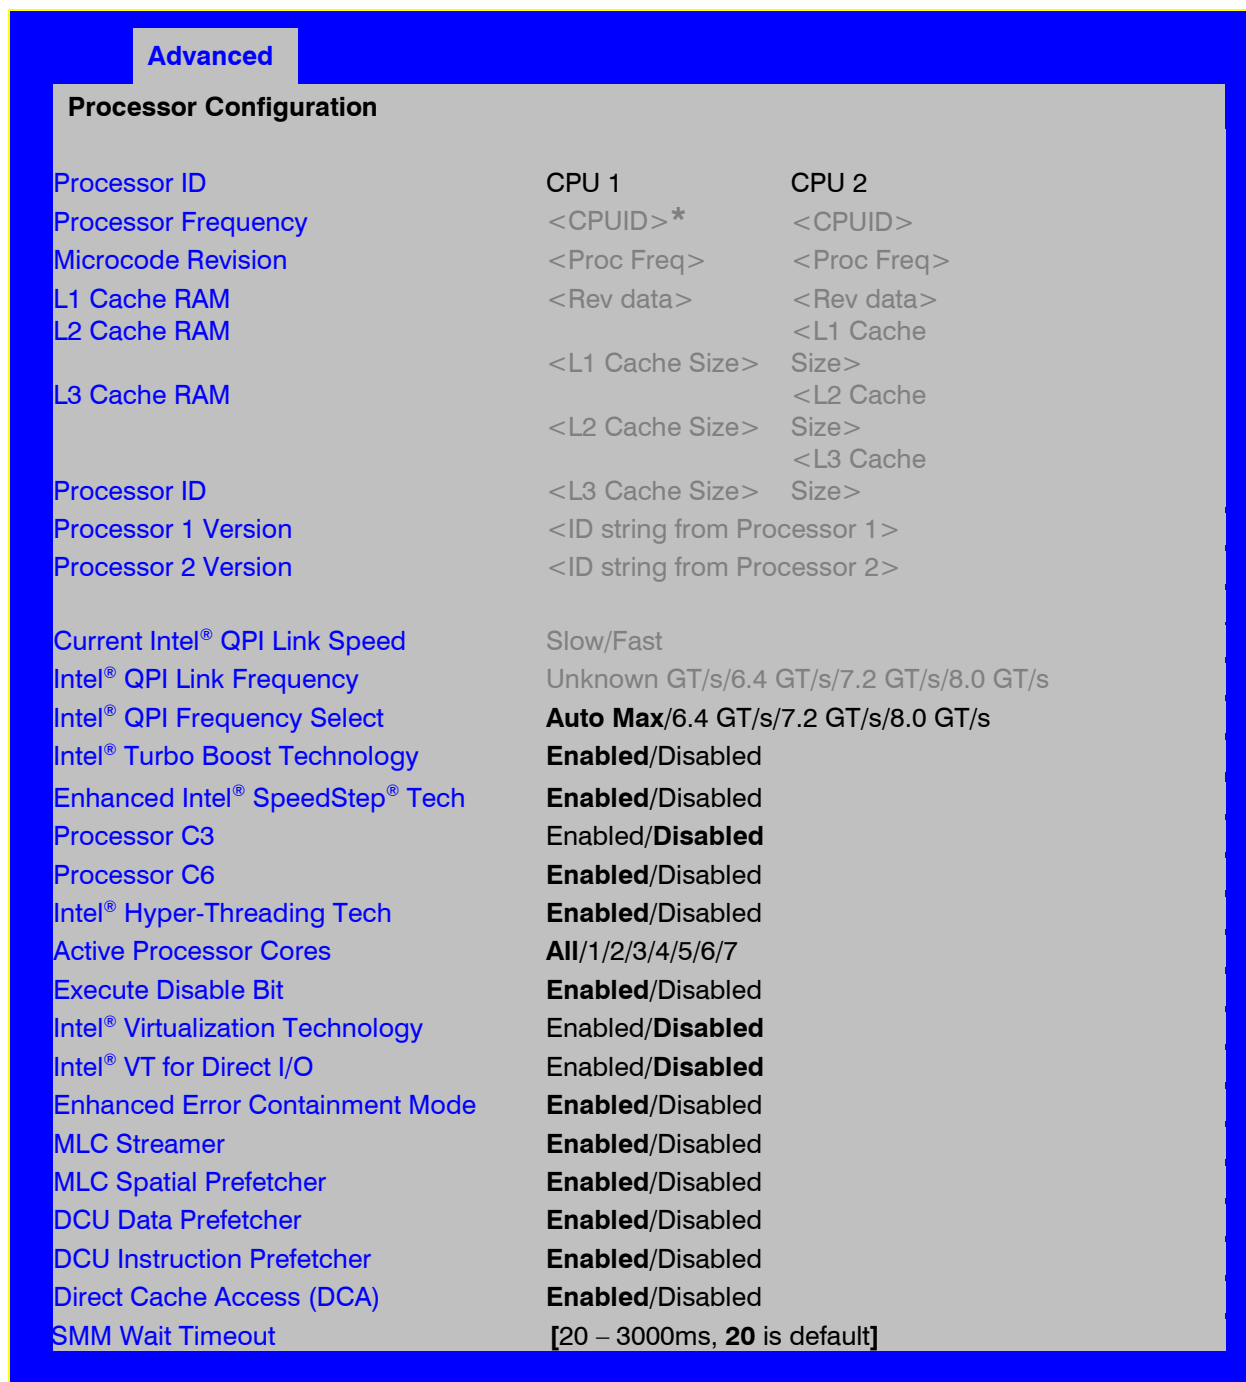 Advanced
Processor Configuration
Processor ID CPU 1 CPU 2
Processor Frequency <CPUID>* <CPUID>
Microcode Revision <Proc Freq> <Proc Freq>
L1 Cache RAM <Rev data> <Rev data>
L2 Cache RAM <L1 Cache
<L1 Cache Size> Size>
L3 Cache RAM <L2 Cache
<L2 Cache Size> Size>
<L3 Cache
Processor ID <L3 Cache Size> Size>
Processor 1 Version <ID string from Processor 1>
Processor 2 Version <ID string from Processor 2>
Current Intel® QPI Link Speed Slow/Fast
Intel® QPI Link Frequency Unknown GT/s/6.4 GT/s/7.2 GT/s/8.0 GT/s
Intel® QPI Frequency Select Auto Max/6.4 GT/s/7.2 GT/s/8.0 GT/s
Intel® Turbo Boost Technology Enabled/Disabled
Enhanced Intel® SpeedStep® Tech Enabled/Disabled
Processor C3 Enabled/Disabled
Processor C6 Enabled/Disabled
Intel® Hyper-Threading Tech Enabled/Disabled
Active Processor Cores All/1/2/3/4/5/6/7
Execute Disable Bit Enabled/Disabled
Intel® Virtualization Technology Enabled/Disabled
Intel® VT for Direct I/O Enabled/Disabled
Enhanced Error Containment Mode Enabled/Disabled
MLC Streamer Enabled/Disabled
MLC Spatial Prefetcher Enabled/Disabled
DCU Data Prefetcher Enabled/Disabled
DCU Instruction Prefetcher Enabled/Disabled
Direct Cache Access (DCA) Enabled/Disabled
SMM Wait Timeout [20 – 3000ms, 20 is default]